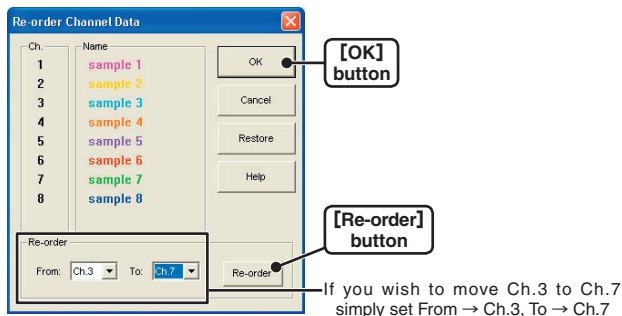 Re-order Channel Data
Ch. Name
1 sample 1
2 sample 2
3 sample 3
4 sample 4
5 sample 5
6 sample 6
7 sample 7
8 sample 8
OK
Cancel
Restore
Help
[OK]
button
Re-order
From: Ch.3 To: Ch.7
Re-order
[Re-order]
button
If you wish to move Ch.3 to Ch.7
simply set From → Ch.3, To → Ch.7